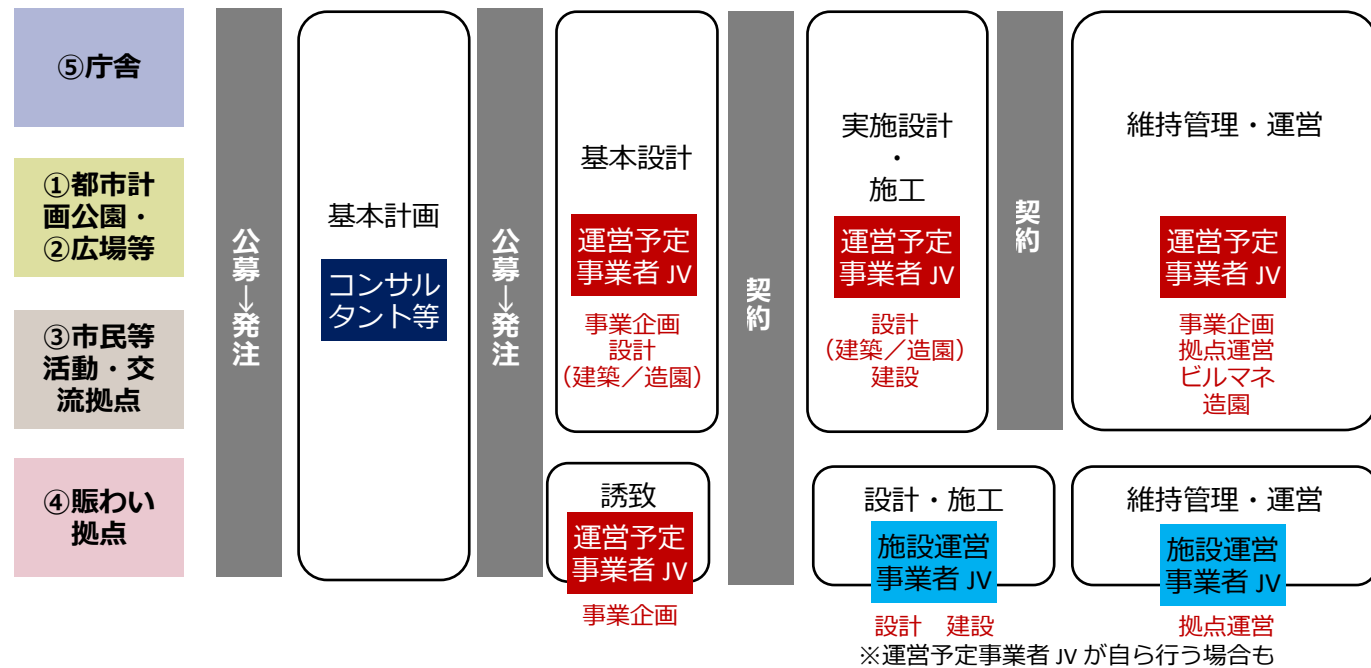 ⑤庁舎
①都市計
画公園・
②広場等
③市民等
活動・交
流拠点
④賑わい
拠点
公募→発注
基本計画
コンサル
タント等
公募→発注
基本設計
運営予定
事業者 JV
事業企画
設計
（建築／造園）
誘致
運営予定
事業者 JV
事業企画
契約
実施設計
・
施工
運営予定
事業者 JV
設計
（建築／造園）
建設
設計・施工
施設運営
事業者 JV
設計　建設
契約
維持管理・運営
運営予定
事業者 JV
事業企画
拠点運営
ビルマネ
造園
維持管理・運営
施設運営
事業者 JV
拠点運営
※運営予定事業者 JV が自ら行う場合も